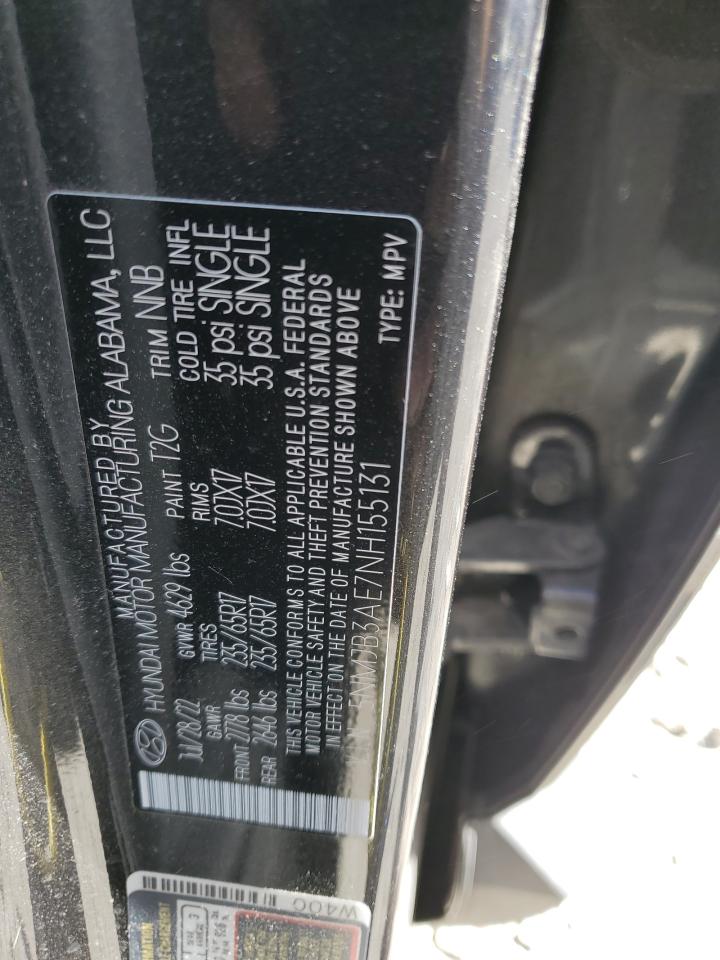 MANUFACTURED BY
HYUNDAI MOTOR MANUFACTURING ALABAMA, LLC
Jul/28/22 GVWR 4629 lbs PAINT T2G TRIM NNB
GAWR TIRES RIMS COLD TIRE INFL
FRONT 2778 lbs 235/65R17 7.0JX17 35 psi SINGLE
REAR 2646 lbs 235/65R17 7.0JX17 35 psi SINGLE
THIS VEHICLE CONFORMS TO ALL APPLICABLE U.S.A. FEDERAL
MOTOR VEHICLE SAFETY AND THEFT PREVENTION STANDARDS
IN EFFECT ON THE DATE OF MANUFACTURE SHOWN ABOVE
5NMJB3AE7NH155131
TYPE: MPV
W400